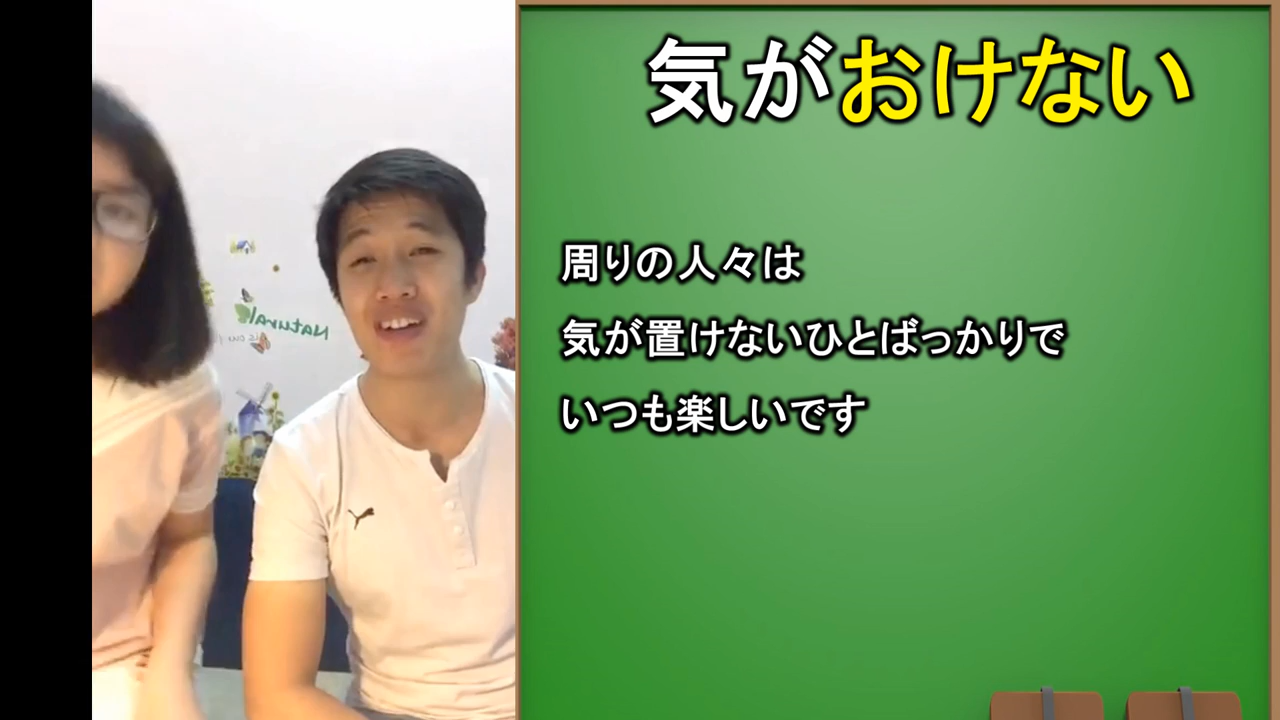 気がおけない
周りの人々は
気が置けないひとばっかりで
いつも楽しいです
Natural